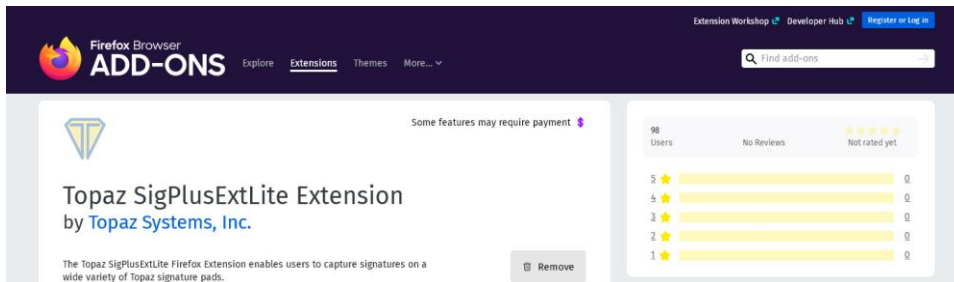 Extension Workshop Developer Hub Register or Log in
Firefox Browser
ADD-ONS Explore Extensions Themes More...
Find add-ons
Some features may require payment $
Topaz SigPlusExtLite Extension
by Topaz Systems, Inc.
The Topaz SigPlusExtLite Firefox Extension enables users to capture signatures on a
wide variety of Topaz signature pads.
Remove
98
Users No Reviews Not rated yet
5 0
4 0
3 0
2 0
1 0